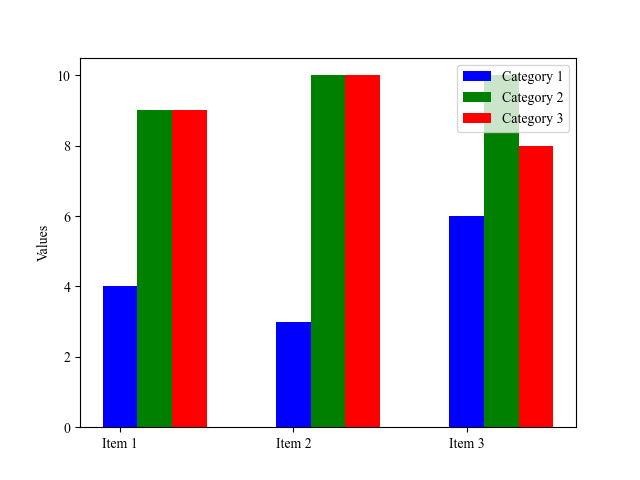 10
8
6
4
2
0
Values
Category 1
Category 2
Category 3
Item 1
Item 2
Item 3